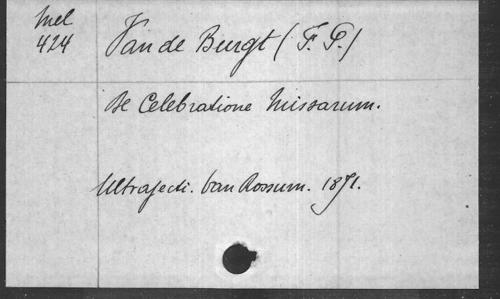 Mel
424
Van de Burgt (F. P.)
De Celebratione Missarum.
Ultrajecti. Van Rossum. 1871.